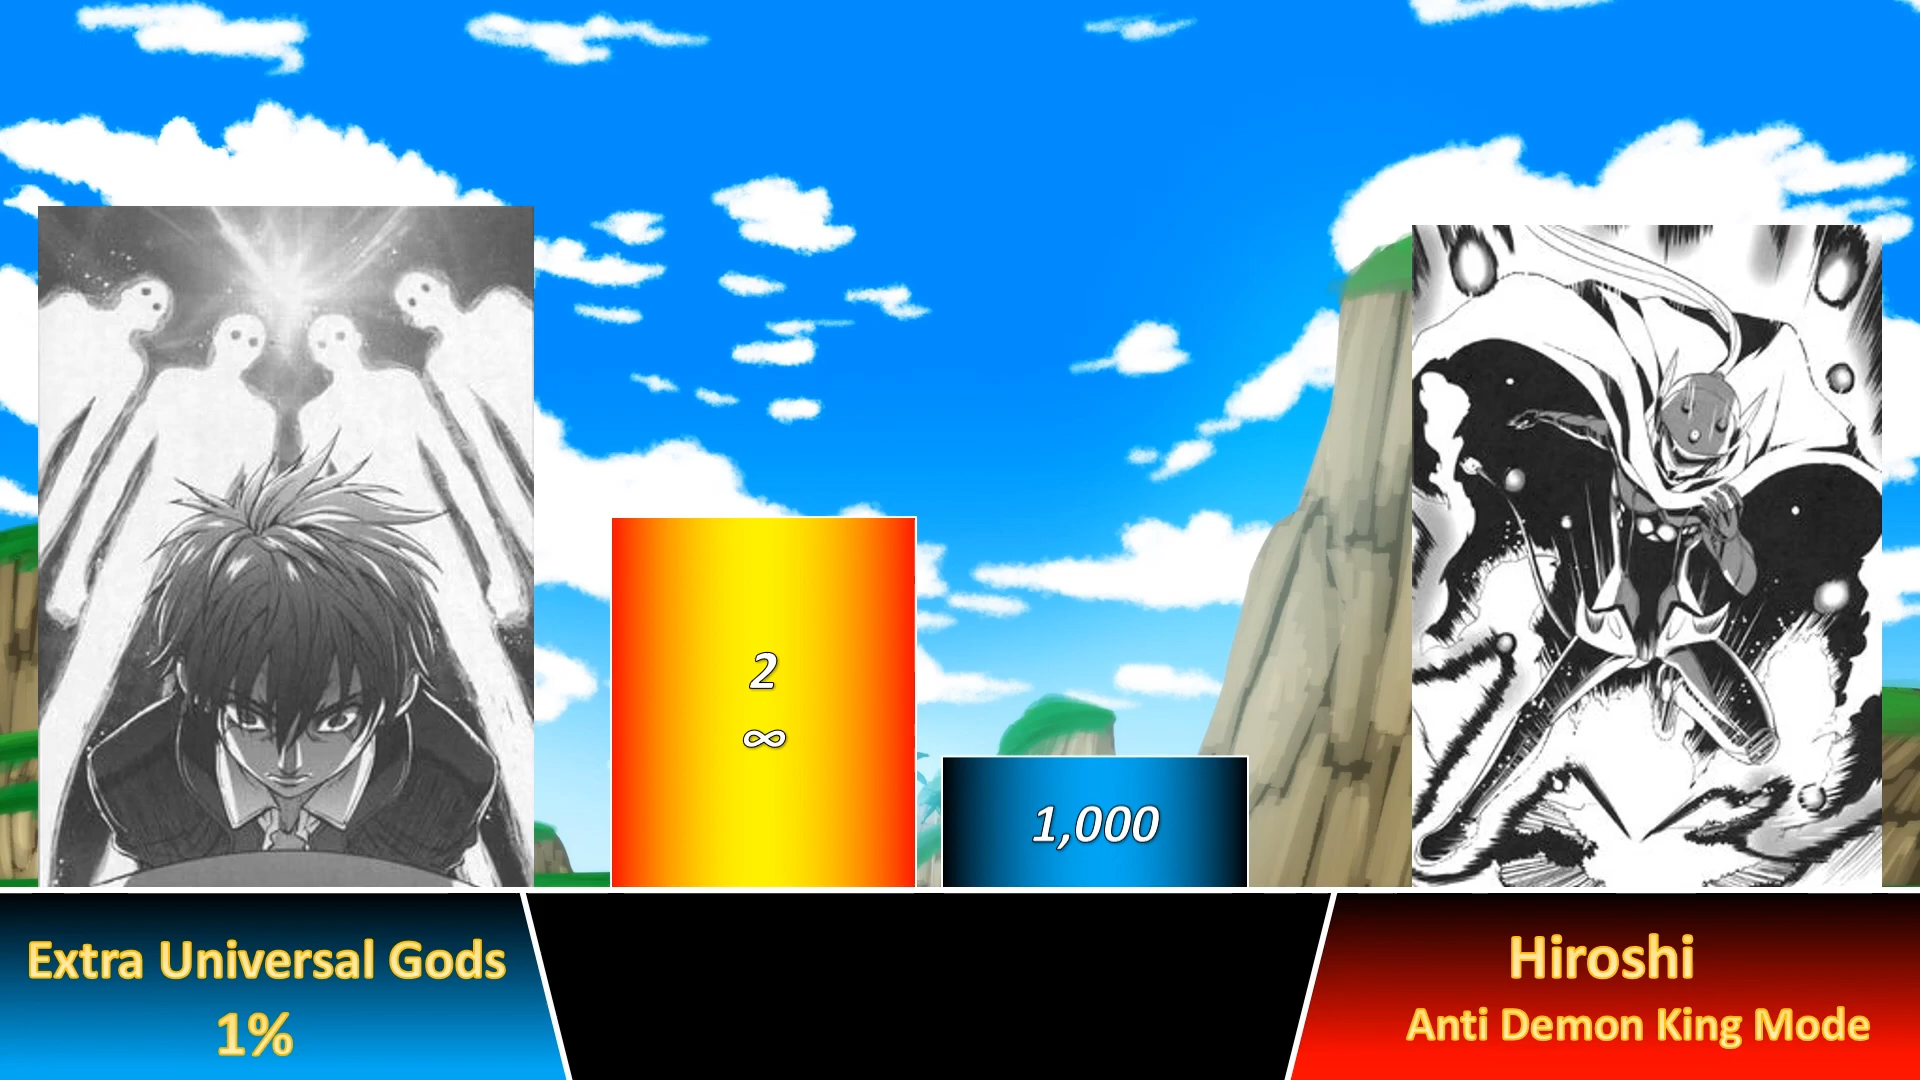 2
∞
1,000
Extra Universal Gods
1%
Hiroshi
Anti Demon King Mode